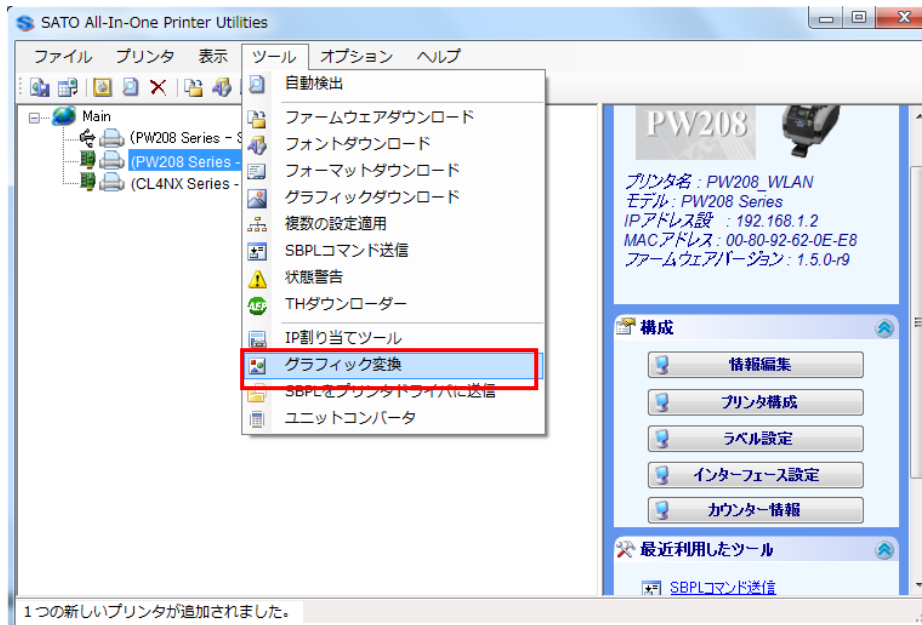 SATO All-In-One Printer Utilities
ファイル プリンタ 表示 ツール オプション ヘルプ
自動検出
ファームウェアダウンロード
フォントダウンロード
フォーマットダウンロード
グラフィックダウンロード
複数の設定適用
SBPLコマンド送信
状態警告
THダウンローダー
IP割り当てツール
グラフィック変換
SBPLをプリンタドライバに送信
ユニットコンバータ
Main
(PW208 Series - S
(PW208 Series -
(CL4NX Series -
PW208
プリンタ名 : PW208_WLAN
モデル : PW208 Series
IPアドレス設 : 192.168.1.2
MACアドレス : 00-80-92-62-0E-E8
ファームウェアバージョン : 1.5.0-r9
構成
情報編集
プリンタ構成
ラベル設定
インターフェース設定
カウンター情報
最近利用したツール
SBPLコマンド送信
1つの新しいプリンタが追加されました。